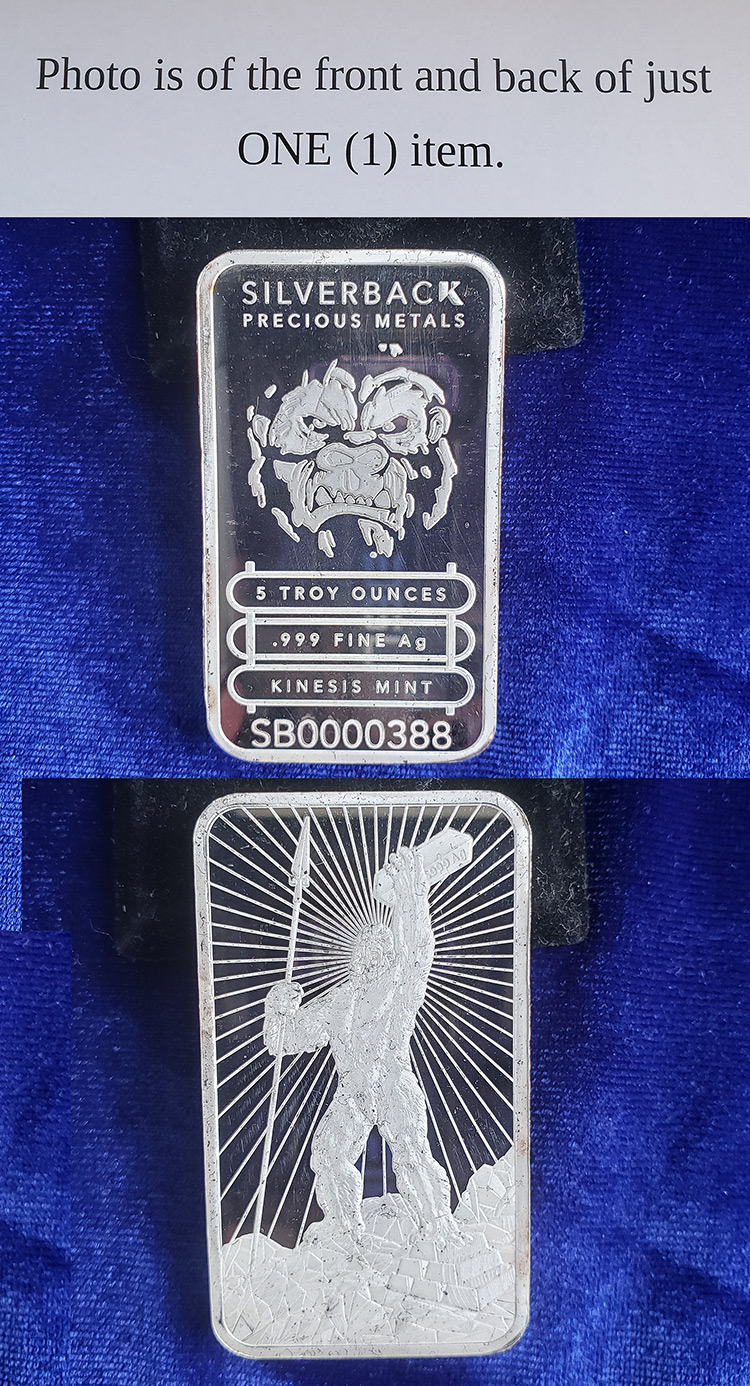 Photo is of the front and back of just
ONE (1) item.
SILVERBACK
PRECIOUS METALS
5 TROY OUNCES
.999 FINE Ag
KINESIS MINT
SB0000388